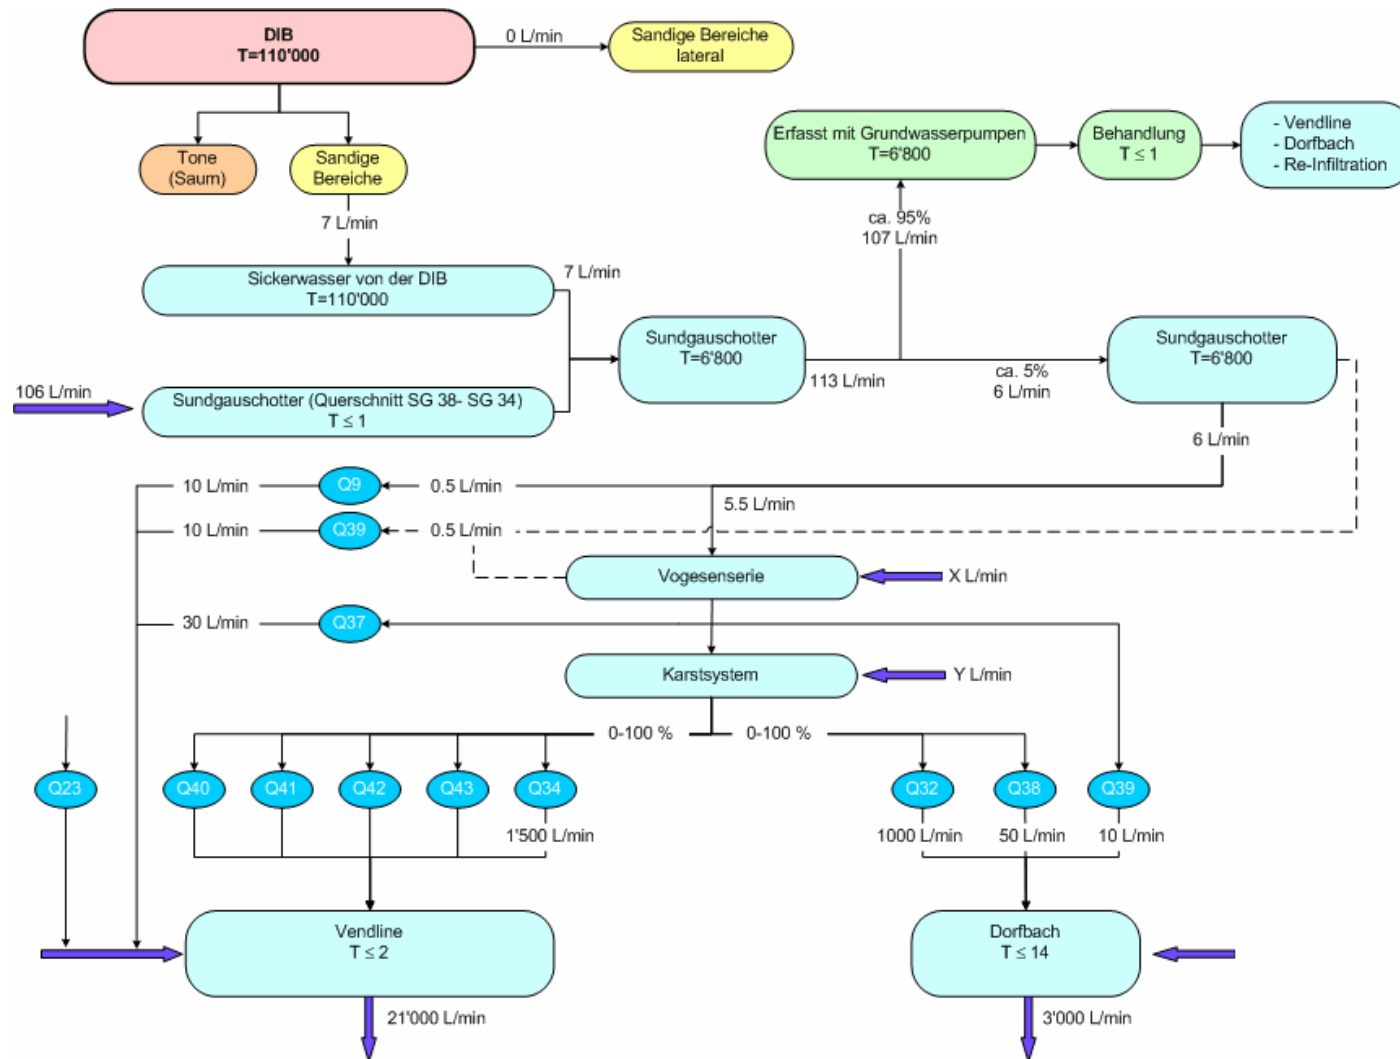 DIB
T=110'000
0 L/min
Sandige Bereiche
lateral
Tone
(Saum)
Sandige
Bereiche
Erfasst mit Grundwasserpumpen
T=6'800
Behandlung
T ≤ 1
- Vendline
- Dorfbach
- Re-Infiltration
7 L/min
ca. 95%
107 L/min
Sickerwasser von der DIB
T=110'000
7 L/min
Sundgauschotter
T=6'800
113 L/min
ca. 5%
6 L/min
Sundgauschotter
T=6'800
106 L/min
Sundgauschotter (Querschnitt SG 38- SG 34)
T ≤ 1
6 L/min
10 L/min
Q9
0.5 L/min
5.5 L/min
10 L/min
Q39
0.5 L/min
Vogesenserie
X L/min
30 L/min
Q37
Karstsystem
Y L/min
0-100 %
0-100 %
Q23
Q40
Q41
Q42
Q43
Q34
Q32
Q38
Q39
1'500 L/min
1000 L/min
50 L/min
10 L/min
Vendline
T ≤ 2
Dorfbach
T ≤ 14
21'000 L/min
3'000 L/min